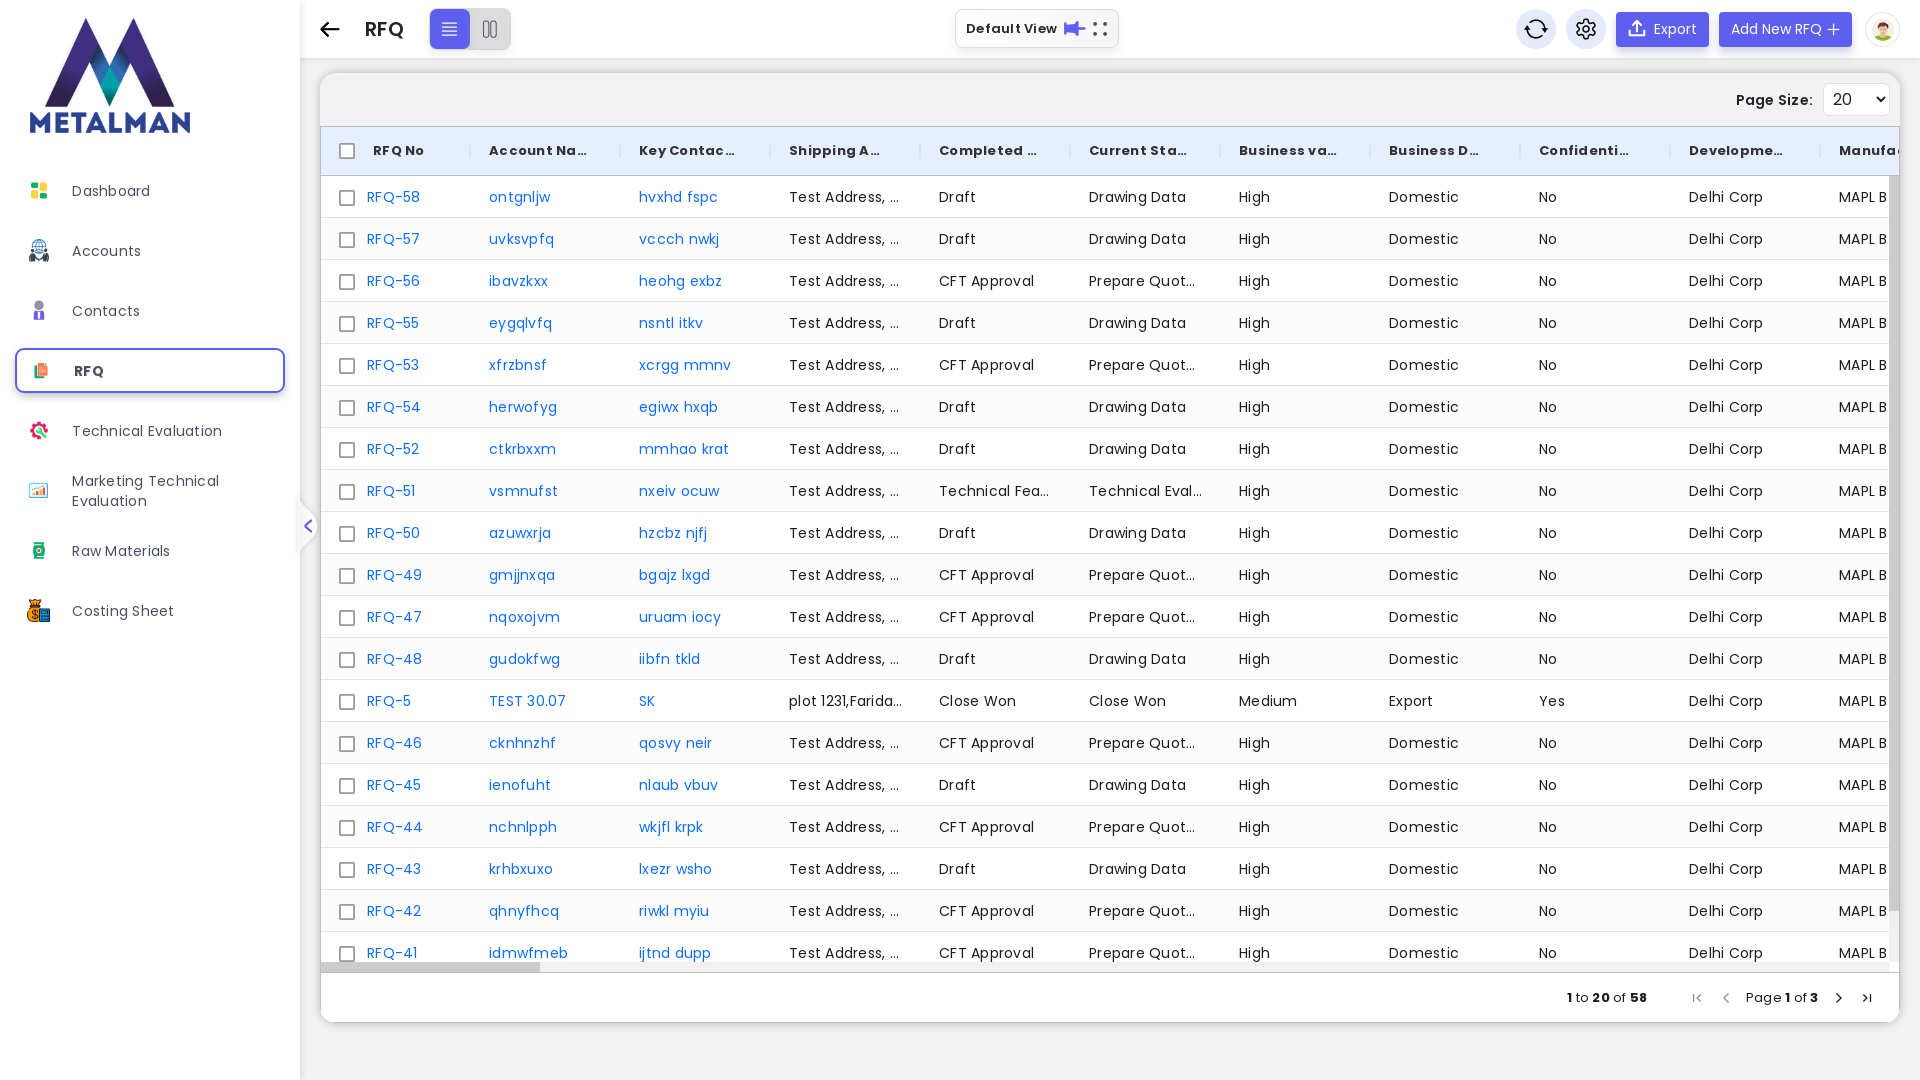 METALMAN
Dashboard
Accounts
Contacts
RFQ
Technical Evaluation
Marketing Technical
Evaluation
Raw Materials
Costing Sheet
RFQ
Default View
Export
Add New RFQ
Page Size: 20
RFQ No Account Na... Key Contac... Shipping A... Completed ... Current Sta... Business va... Business D... Confidenti... Developme... Manufac
RFQ-58 ontgnljw hvxhd fspc Test Address, ... Draft Drawing Data High Domestic No Delhi Corp MAPL B
RFQ-57 uvksvpfq vccch nwkj Test Address, ... Draft Drawing Data High Domestic No Delhi Corp MAPL B
RFQ-56 ibavzkxx heohg exbz Test Address, ... CFT Approval Prepare Quot... High Domestic No Delhi Corp MAPL B
RFQ-55 eygqlvfq nsntl itkv Test Address, ... Draft Drawing Data High Domestic No Delhi Corp MAPL B
RFQ-53 xfrzbnsf xcrgg mmnv Test Address, ... CFT Approval Prepare Quot... High Domestic No Delhi Corp MAPL B
RFQ-54 herwofyg egiwx hxqb Test Address, ... Draft Drawing Data High Domestic No Delhi Corp MAPL B
RFQ-52 ctkrbxxm mmhao krat Test Address, ... Draft Drawing Data High Domestic No Delhi Corp MAPL B
RFQ-51 vsmnufst nxeiv ocuw Test Address, ... Technical Fea... Technical Eval... High Domestic No Delhi Corp MAPL B
RFQ-50 azuwxrja hzcbz njfj Test Address, ... Draft Drawing Data High Domestic No Delhi Corp MAPL B
RFQ-49 gmjjnxqa bgajz lxgd Test Address, ... CFT Approval Prepare Quot... High Domestic No Delhi Corp MAPL B
RFQ-47 nqoxojvm uruam iocy Test Address, ... CFT Approval Prepare Quot... High Domestic No Delhi Corp MAPL B
RFQ-48 gudokfwg iibfn tkld Test Address, ... Draft Drawing Data High Domestic No Delhi Corp MAPL B
RFQ-5 TEST 30.07 SK plot 1231,Farida... Close Won Close Won Medium Export Yes Delhi Corp MAPL B
RFQ-46 cknhnzhf qosvy neir Test Address, ... CFT Approval Prepare Quot... High Domestic No Delhi Corp MAPL B
RFQ-45 ienofuht nlaub vbuv Test Address, ... Draft Drawing Data High Domestic No Delhi Corp MAPL B
RFQ-44 nchnlpph wkjfl krpk Test Address, ... CFT Approval Prepare Quot... High Domestic No Delhi Corp MAPL B
RFQ-43 krhbxuxo lxezr wsho Test Address, ... Draft Drawing Data High Domestic No Delhi Corp MAPL B
RFQ-42 qhnyfhcq riwkl myiu Test Address, ... CFT Approval Prepare Quot... High Domestic No Delhi Corp MAPL B
RFQ-41 idmwfmeb ijtnd dupp Test Address, ... CFT Approval Prepare Quot... High Domestic No Delhi Corp MAPL B
1 to 20 of 58 Page 1 of 3